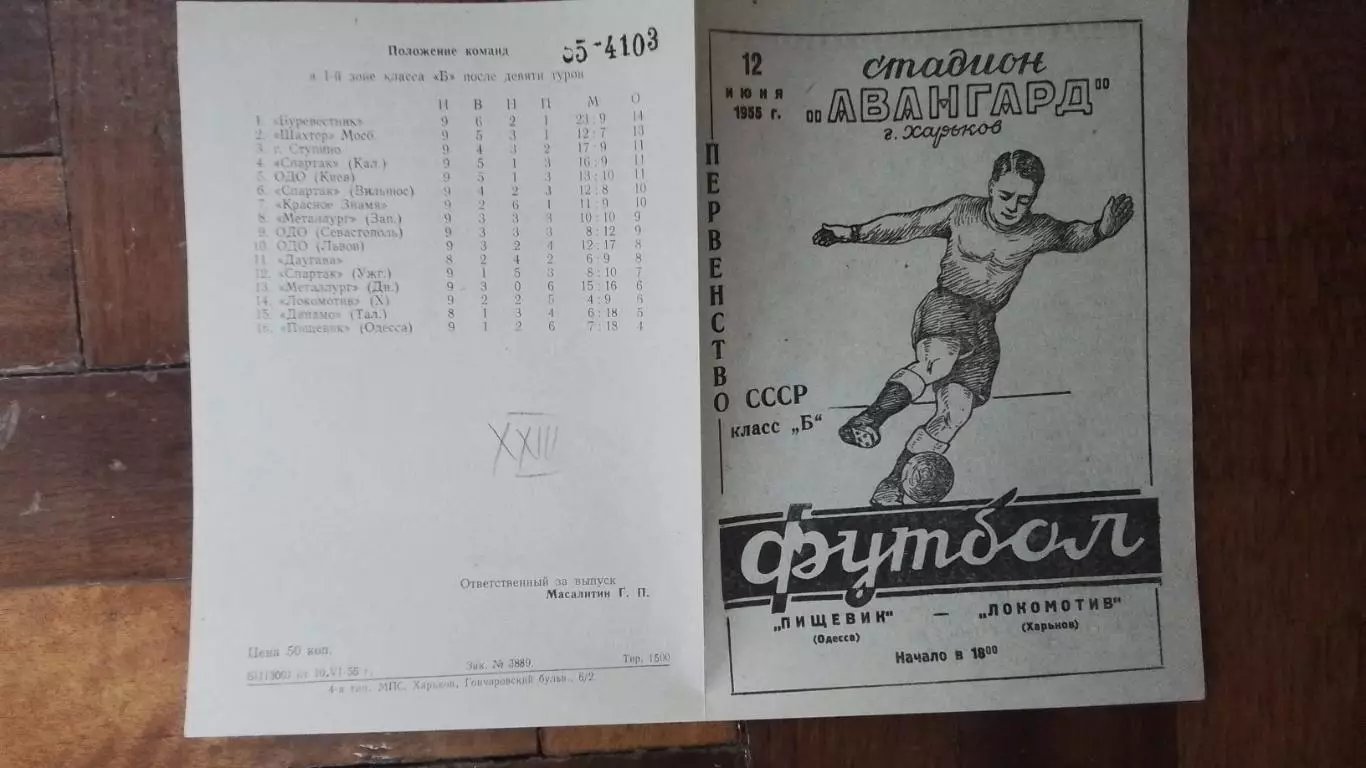 Положение команд
55-4103
в 1-й зоне класса «Б» после девяти туров
И В Н П М О
1. «Буревестник» 9 6 2 1 23:9 14
2. «Шахтер» Мосб. 9 5 3 1 12:7 13
3. г. Ступино 9 4 3 2 17:9 11
4. «Спартак» (Кал.) 9 5 1 3 16:9 11
5. ОДО (Киев) 9 5 1 3 13:10 11
6. «Спартак» (Вильнюс) 9 4 2 3 12:8 10
7. «Красное Знамя» 9 2 6 1 11:9 10
8. «Металлург» (Зап.) 9 3 3 3 10:10 9
9. ОДО (Севастополь) 9 3 3 3 8:12 9
10. ОДО (Львов) 9 3 2 4 12:17 8
11. «Даугава» 8 2 4 2 6:9 8
12. «Спартак» (Ужг.) 9 1 5 3 8:10 7
13. «Металлург» (Дн.) 9 3 0 6 15:16 6
14. «Локомотив» (Х) 9 2 2 5 4:9 6
15. «Динамо» (Тал.) 8 1 3 4 6:18 5
16. «Пищевик» (Одесса) 9 1 2 6 7:18 4
XXIII
Ответственный за выпуск
Масалитин Г. П.
Цена 50 коп.
от 10.VI-55 г. Зак. № 3889. Тир. 1500
4-я тип. МПС. Харьков, Гончаровский бульв., 6/2
12
июня
1955 г.
стадион
"АВАНГАРД"
г. Харьков
ПЕРВЕНСТВО
СССР
класс „Б“
Футбол
„ПИЩЕВИК“ — „ЛОКОМОТИВ“
(Одесса) (Харьков)
Начало в 18⁰⁰